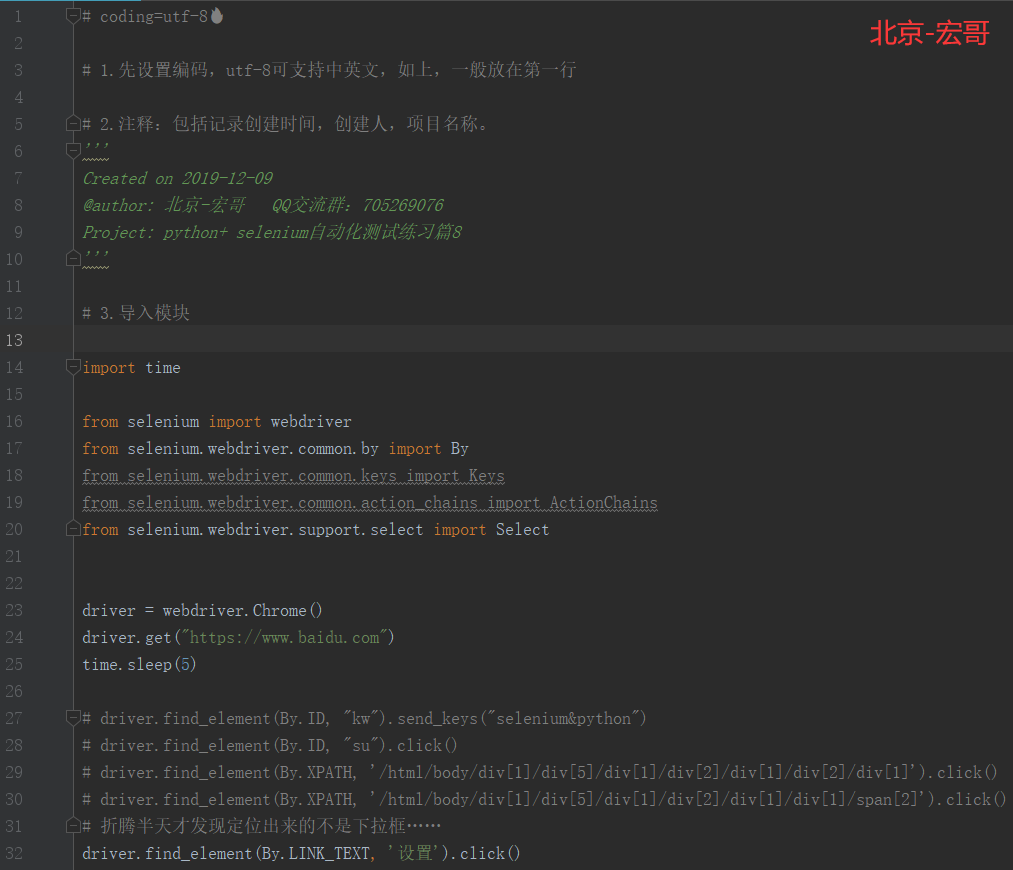 北京-宏哥
1 # coding=utf-8
2
3 # 1.先设置编码，utf-8可支持中英文，如上，一般放在第一行
4
5 # 2.注释：包括记录创建时间，创建人，项目名称。
6 '''
7 Created on 2019-12-09
8 @author: 北京-宏哥   QQ交流群：705269076
9 Project: python+ selenium自动化测试练习篇8
10 '''
11
12 # 3.导入模块
13
14 import time
15
16 from selenium import webdriver
17 from selenium.webdriver.common.by import By
18 from selenium.webdriver.common.keys import Keys
19 from selenium.webdriver.common.action_chains import ActionChains
20 from selenium.webdriver.support.select import Select
21
22
23 driver = webdriver.Chrome()
24 driver.get("https://www.baidu.com")
25 time.sleep(5)
26
27 # driver.find_element(By.ID, "kw").send_keys("selenium&python")
28 # driver.find_element(By.ID, "su").click()
29 # driver.find_element(By.XPATH, '/html/body/div[1]/div[5]/div[1]/div[2]/div[1]/div[2]/div[1]').click()
30 # driver.find_element(By.XPATH, '/html/body/div[1]/div[5]/div[1]/div[2]/div[1]/div[1]/span[2]').click()
31 # 折腾半天才发现定位出来的不是下拉框……
32 driver.find_element(By.LINK_TEXT, '设置').click()